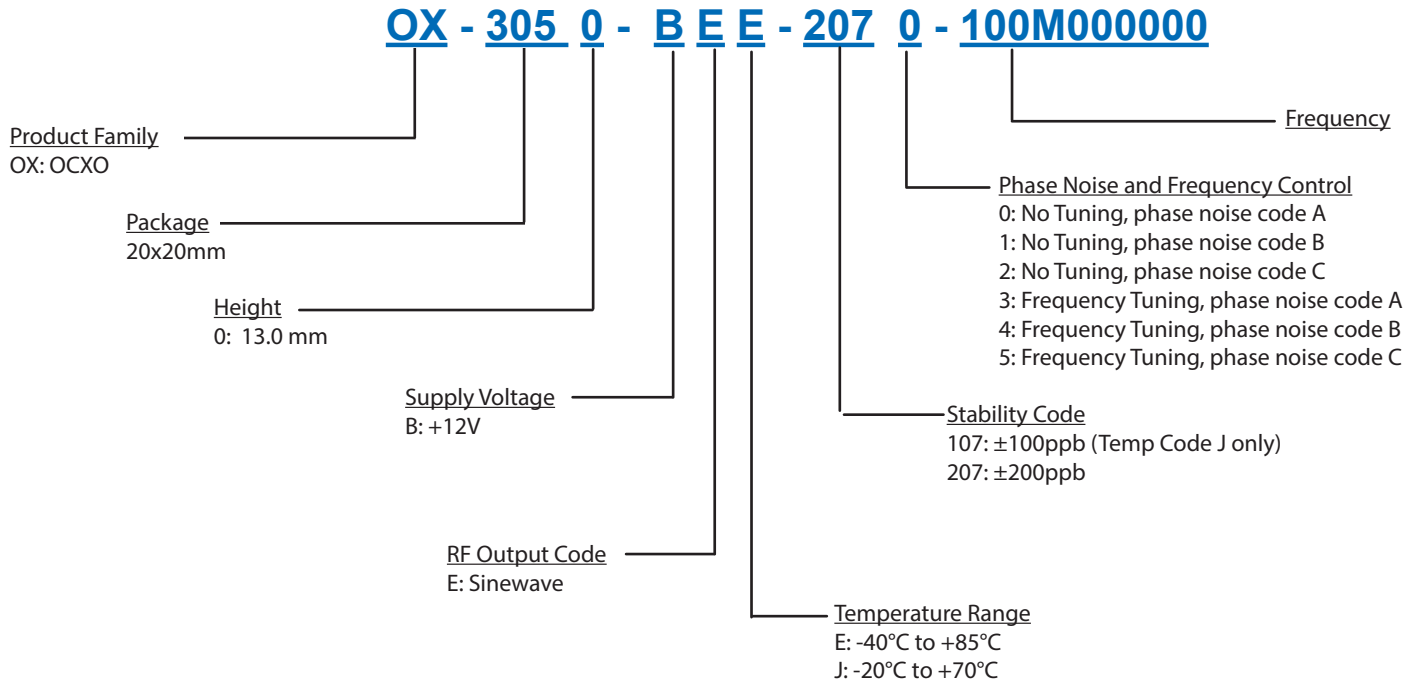 OX - 305 0 - B E E - 207 0 - 100M000000
Frequency
Product Family
OX: OCXO
Phase Noise and Frequency Control
0: No Tuning, phase noise code A
1: No Tuning, phase noise code B
2: No Tuning, phase noise code C
3: Frequency Tuning, phase noise code A
4: Frequency Tuning, phase noise code B
5: Frequency Tuning, phase noise code C
Package
20x20mm
Height
0: 13.0 mm
Supply Voltage
B: +12V
Stability Code
107: ±100ppb (Temp Code J only)
207: ±200ppb
RF Output Code
E: Sinewave
Temperature Range
E: -40°C to +85°C
J: -20°C to +70°C